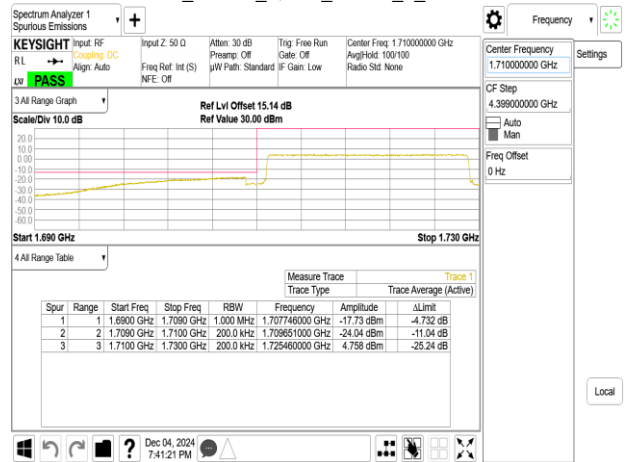 Spectrum Analyzer 1
Spurious Emissions
Frequency
KEYSIGHT
RL
PASS
Input: RF
Coupling: DC
Align: Auto
Input Z: 50 Ω
Freq Ref: Int (S)
NFE: Off
Atten: 30 dB
Preamp: Off
µW Path: Standard
Trig: Free Run
Gate: Off
IF Gain: Low
Center Freq: 1.710000000 GHz
Avg|Hold: 100/100
Radio Std: None
Center Frequency
1.710000000 GHz
Settings
CF Step
4.399000000 GHz
Auto
Man
Freq Offset
0 Hz
Local
3 All Range Graph
Scale/Div 10.0 dB
Ref Lvl Offset 15.14 dB
Ref Value 30.00 dBm
20.0
10.0
0.00
-10.0
-20.0
-30.0
-40.0
-50.0
-60.0
Start 1.690 GHz
Stop 1.730 GHz
4 All Range Table
Measure Trace Trace 1
Trace Type Trace Average (Active)
Spur Range Start Freq Stop Freq RBW Frequency Amplitude ΔLimit
1 1 1.6900 GHz 1.7090 GHz 1.000 MHz 1.707746000 GHz -17.73 dBm -4.732 dB
2 2 1.7090 GHz 1.7100 GHz 200.0 kHz 1.709651000 GHz -24.04 dBm -11.04 dB
3 3 1.7100 GHz 1.7300 GHz 200.0 kHz 1.725460000 GHz 4.758 dBm -25.24 dB
Dec 04, 2024
7:41:21 PM